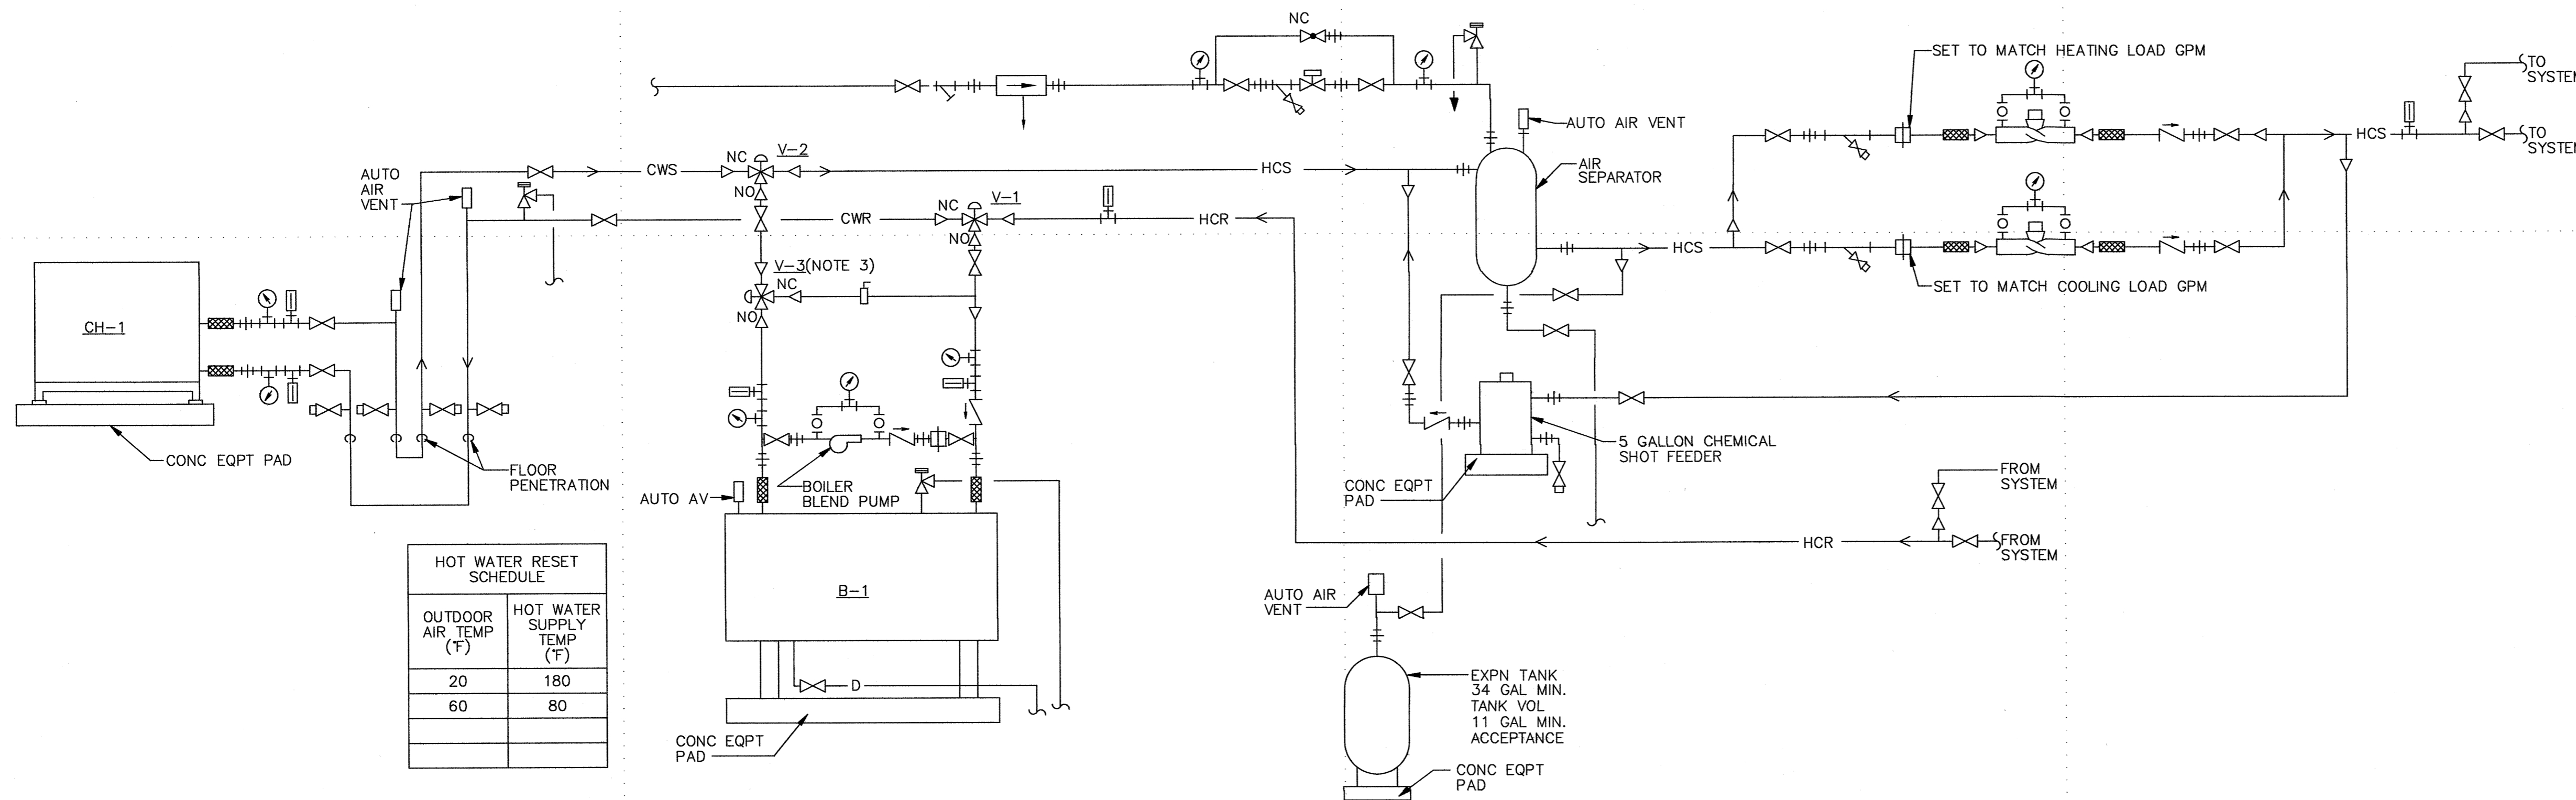 NC
SET TO MATCH HEATING LOAD GPM
TO
SYSTEM
TO
SYSTEM
AUTO AIR VENT
AIR
SEPARATOR
HCS
AUTO
AIR
VENT
CWS
NC
V-2
NO
HCS
CWR
NC
V-1
NO
HCR
HCS
V-3(NOTE 3)
NC
NO
SET TO MATCH COOLING LOAD GPM
CH-1
CONC EQPT PAD
FLOOR
PENETRATION
AUTO AV
BOILER
BLEND PUMP
5 GALLON CHEMICAL
SHOT FEEDER
CONC EQPT
PAD
FROM
SYSTEM
HCR
FROM
SYSTEM
HOT WATER RESET
SCHEDULE
OUTDOOR
AIR TEMP
(°F)
HOT WATER
SUPPLY
TEMP
(°F)
20
180
60
80
B-1
D
CONC EQPT
PAD
AUTO AIR
VENT
EXPN TANK
34 GAL MIN.
TANK VOL
11 GAL MIN.
ACCEPTANCE
CONC EQPT
PAD